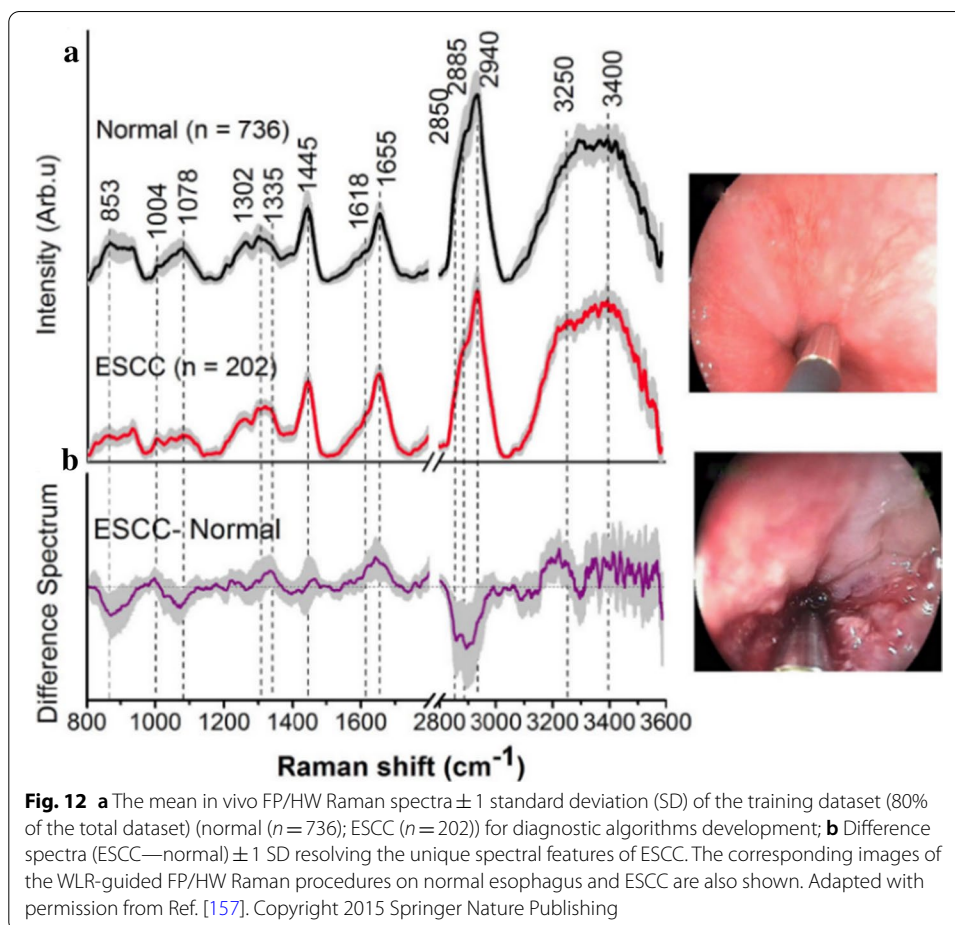 a
2850
2885
2940
3250
3400
Normal (n = 736)
853
1004
1078
1302
1335
1445
1618
1655
Intensity (Arb.u)
ESCC (n = 202)
b
ESCC- Normal
Difference Spectrum
800 1000 1200 1400 1600 2800 3000 3200 3400 3600
Raman shift (cm-1)
Fig. 12 a The mean in vivo FP/HW Raman spectra ± 1 standard deviation (SD) of the training dataset (80%
of the total dataset) (normal (n = 736); ESCC (n = 202)) for diagnostic algorithms development; b Difference
spectra (ESCC—normal) ± 1 SD resolving the unique spectral features of ESCC. The corresponding images of
the WLR-guided FP/HW Raman procedures on normal esophagus and ESCC are also shown. Adapted with
permission from Ref. [157]. Copyright 2015 Springer Nature Publishing